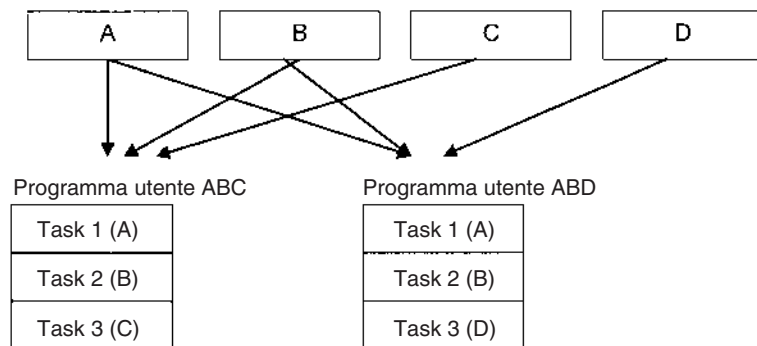 A B C D
Programma utente ABC Programma utente ABD
Task 1 (A) Task 1 (A)
Task 2 (B) Task 2 (B)
Task 3 (C) Task 3 (D)